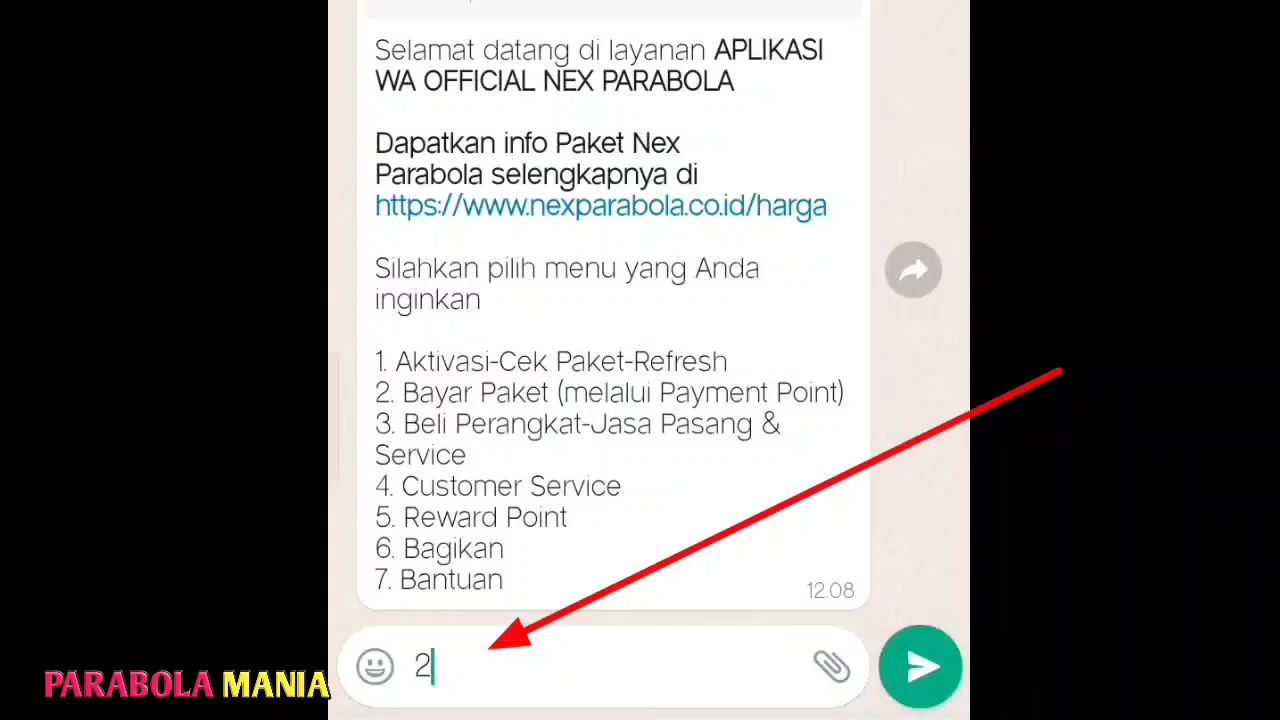 Selamat datang di layanan APLIKASI
WA OFFICIAL NEX PARABOLA
Dapatkan info Paket Nex
Parabola selengkapnya di
https://www.nexparabola.co.id/harga
Silahkan pilih menu yang Anda
inginkan
1. Aktivasi-Cek Paket-Refresh
2. Bayar Paket (melalui Payment Point)
3. Beli Perangkat-Jasa Pasang &
Service
4. Customer Service
5. Reward Point
6. Bagikan
7. Bantuan
12.08
2
PARABOLA MANIA